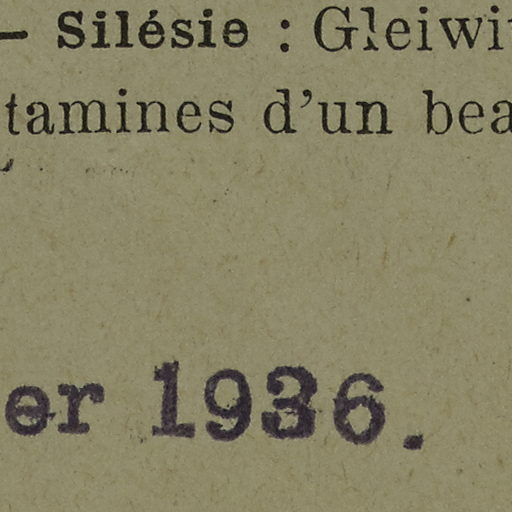 — Silésie : Gleiwi
tamines d'un bea
er 1936.